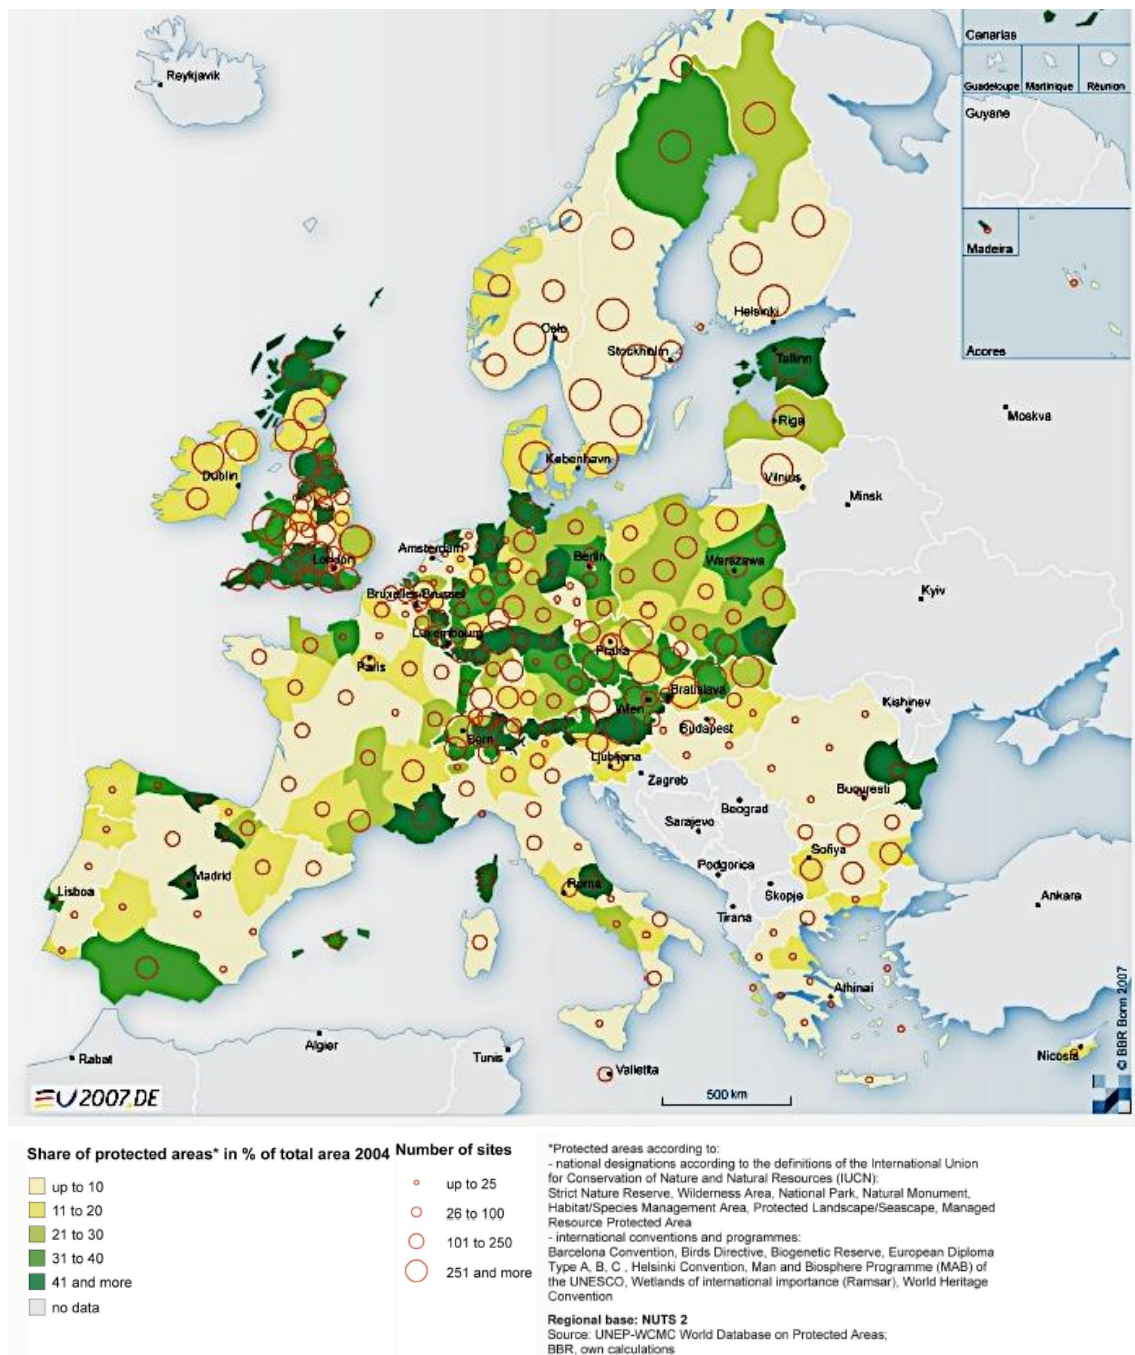 Canarias
Guadeloupe Martinique Réunion
Guyane
Madeira
Acores
Reykjavik
Helsinki
Oslo
Stockholm
Tallinn
Moskva
Riga
København
Dublin
Vilnius
Minsk
London
Amsterdam
Berlin
Warszawa
Bruxelles/Brussel
Kyiv
Luxembourg
Praha
Paris
Bratislava
Wien
Kishinev
Bern
Budapest
Ljubljana
Zagreb
Beograd
Bucuresti
Sarajevo
Sofiya
Podgorica
Madrid
Roma
Skopje
Lisboa
Tirana
Ankara
Athinai
Algier
Rabat
Tunis
Valletta
Nicosia
© BBR Bonn 2007
EU2007.DE
500 km
Share of protected areas* in % of total area 2004
up to 10
11 to 20
21 to 30
31 to 40
41 and more
no data
Number of sites
up to 25
26 to 100
101 to 250
251 and more
*Protected areas according to:
- national designations according to the definitions of the International Union
for Conservation of Nature and Natural Resources (IUCN):
Strict Nature Reserve, Wilderness Area, National Park, Natural Monument,
Habitat/Species Management Area, Protected Landscape/Seascape, Managed
Resource Protected Area
- international conventions and programmes:
Barcelona Convention, Birds Directive, Biogenetic Reserve, European Diploma
Type A, B, C , Helsinki Convention, Man and Biosphere Programme (MAB) of
the UNESCO, Wetlands of international importance (Ramsar), World Heritage
Convention
Regional base: NUTS 2
Source: UNEP-WCMC World Database on Protected Areas;
BBR, own calculations